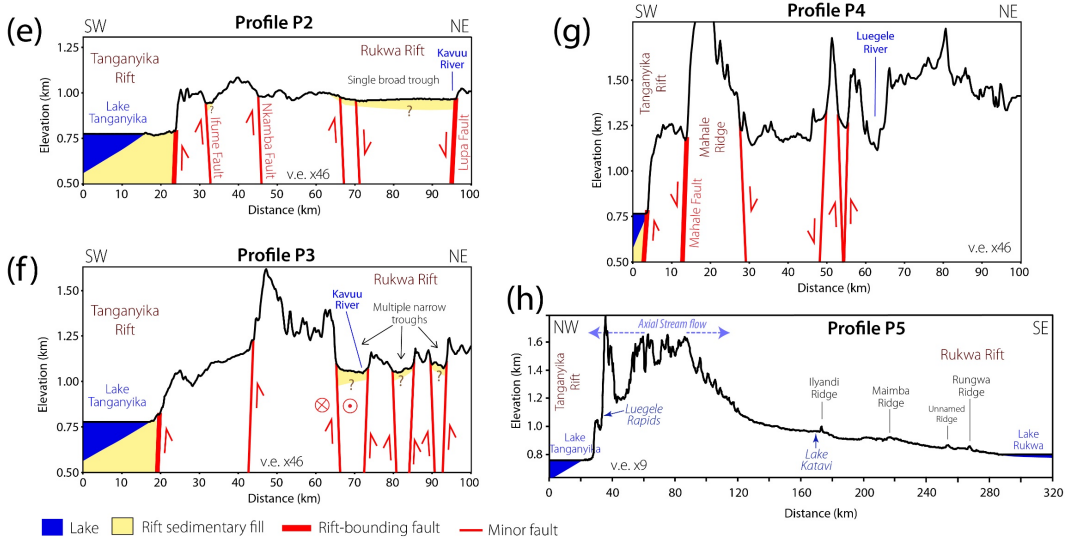 (e)
SW
Profile P2
NE
Elevation (km)
1.25
1.00
0.75
0.50
Tanganyika
Rift
Lake
Tanganyika
Rukwa Rift
Kavuu
River
Single broad trough
?
Ifume Fault
Nkamba Fault
?
Lupa Fault
v.e. x46
0
10
20
30
40
50
60
70
80
90
100
Distance (km)
(f)
SW
Profile P3
NE
Elevation (km)
1.50
1.25
1.00
0.75
0.50
Tanganyika
Rift
Lake
Tanganyika
Rukwa Rift
Kavuu
River
Multiple narrow
troughs
?
?
?
v.e. x46
0
10
20
30
40
50
60
70
80
90
100
Distance (km)
(g)
SW
Profile P4
NE
Elevation (km)
1.50
1.25
1.00
0.75
0.50
Tanganyika
Rift
Mahale
Ridge
Mahale Fault
Luegele
River
v.e. x46
0
10
20
30
40
50
60
70
80
90
100
Distance (km)
(h)
NW
Profile P5
SE
Elevation (km)
1.6
1.4
1.2
1.0
0.8
Tanganyika
Rift
Axial Stream flow
Luegele
Rapids
Lake
Tanganyika
Rukwa Rift
Ilyandi
Ridge
Maimba
Ridge
Rungwa
Ridge
Unnamed
Ridge
Lake
Katavi
Lake
Rukwa
v.e. x9
0
40
80
120
160
200
240
280
320
Distance (km)
Lake
Rift sedimentary fill
Rift-bounding fault
Minor fault